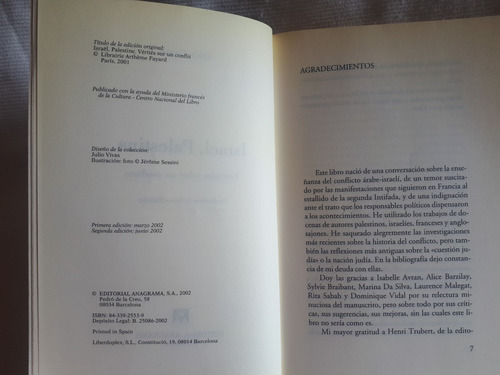 Título de la edición original:
Israël, Palestine. Vérités sur un conflit
© Librairie Arthème Fayard
París, 2001
Publicado con la ayuda del Ministerio francés
de la Cultura - Centro Nacional del Libro
Diseño de la colección:
Julio Vivas
Ilustración: foto © Jérôme Sessini
Primera edición: marzo 2002
Segunda edición: junio 2002
© EDITORIAL ANAGRAMA, S.A., 2002
Pedró de la Creu, 58
08034 Barcelona
ISBN: 84-339-2553-9
Depósito Legal: B. 25086-2002
Printed in Spain
Liberduplex, S.L., Constitució, 19, 08014 Barcelona
AGRADECIMIENTOS
Este libro nació de una conversación sobre la ense-
ñanza del conflicto árabe-israelí, de un temor suscita-
do por las manifestaciones que siguieron en Francia al
estallido de la segunda Intifada, y de una indignación
ante el trato que los responsables políticos dispensaron
a los acontecimientos. He utilizado los trabajos de doce-
nas de autores palestinos, israelíes, franceses y anglo-
sajones. He saqueado alegremente las investigaciones
más recientes sobre la historia del conflicto, pero tam-
bién las reflexiones más antiguas sobre la «cuestión ju-
día» o la nación judía. En la bibliografía dejo constan-
cia de mi deuda con ellas.
Doy las gracias a Isabelle Avran, Alice Barzilay,
Sylvie Braibant, Marina Da Silva, Laurence Malegat,
Rita Sabah y Dominique Vidal por su relectura minu-
ciosa del manuscrito, pero sobre todo por sus críti-
cas, sus sugerencias, sus mejoras, sin las cuales este
libro no sería como es.
Mi mayor gratitud a Henri Trubert, de la edito-
7